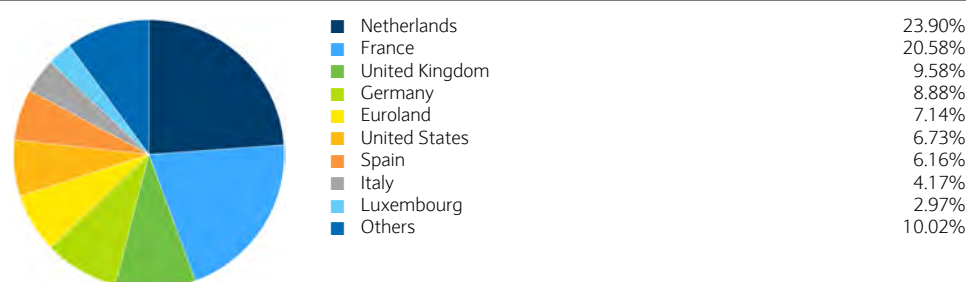 Netherlands 23.90%
France 20.58%
United Kingdom 9.58%
Germany 8.88%
Euroland 7.14%
United States 6.73%
Spain 6.16%
Italy 4.17%
Luxembourg 2.97%
Others 10.02%